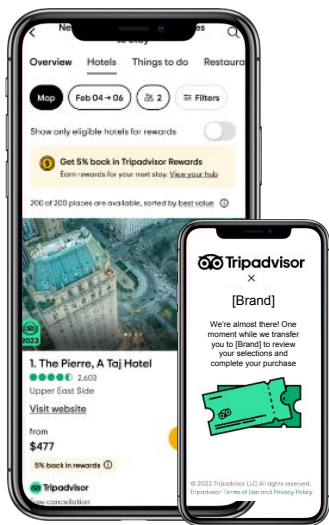 to stay
Overview Hotels Things to do Restaura
Map Feb 04 → 06 2 Filters
Show only eligible hotels for rewards
Get 5% back in Tripadvisor Rewards
Earn rewards for your next stay. View your hub
200 of 200 places are available, sorted by best value
2023
1. The Pierre, A Taj Hotel
2,603
Upper East Side
Visit website
from
$477
5% back in rewards
Tripadvisor
cancellation
Tripadvisor
×
[Brand]
We're almost there! One
moment while we transfer
you to [Brand] to review
your selections and
complete your purchase
© 2022 Tripadvisor LLC All rights reserved.
Tripadvisor Terms of Use and Privacy Policy